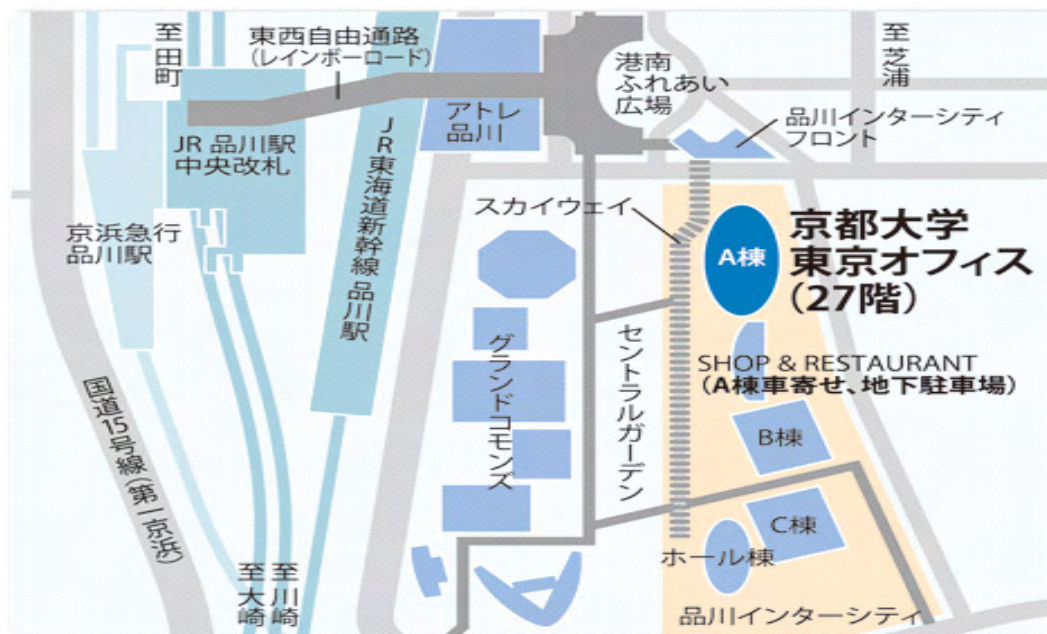 至田町
東西自由通路
（レインボーロード）
港南
ふれあい
広場
至芝浦
アトレ
品川
品川インターシティ
フロント
JR 品川駅
中央改札
JR東海道新幹線 品川駅
京浜急行
品川駅
スカイウェイ
A棟
京都大学
東京オフィス
（27階）
グランドコモンズ
セントラルガーデン
SHOP & RESTAURANT
（A棟車寄せ、地下駐車場）
国道15号線（第一京浜）
B棟
C棟
ホール棟
至大崎
至川崎
品川インターシティ